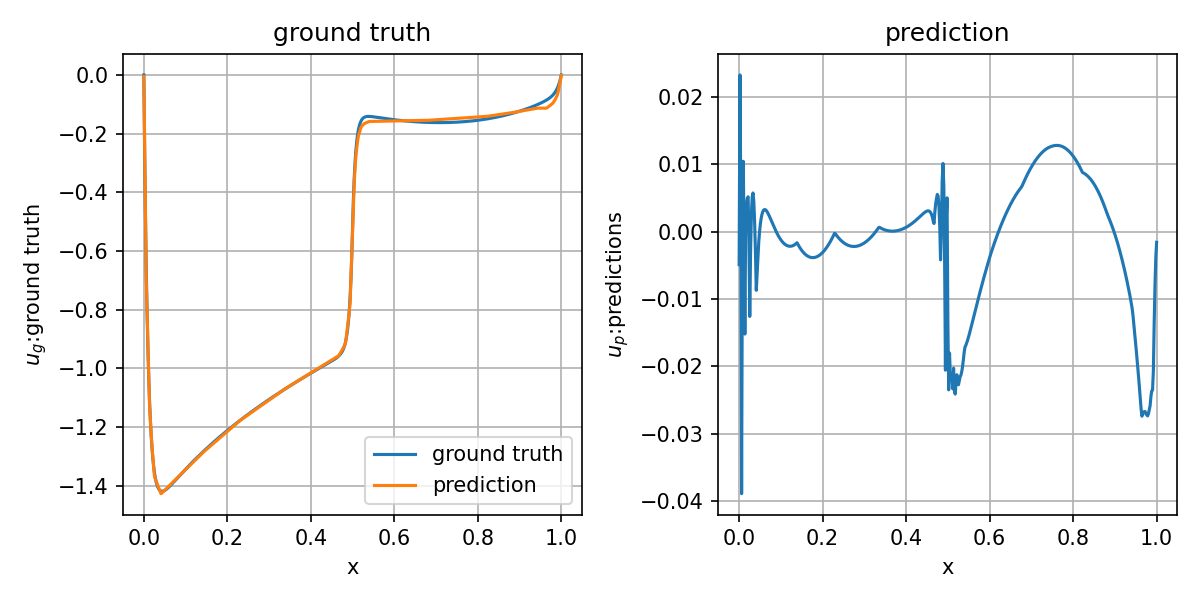 ground truth
0.0
−0.2
−0.4
−0.6
−0.8
−1.0
−1.2
−1.4
u_g:ground truth
ground truth
prediction
0.0 0.2 0.4 0.6 0.8 1.0
x
prediction
0.02
0.01
0.00
−0.01
−0.02
−0.03
−0.04
u_p:predictions
0.0 0.2 0.4 0.6 0.8 1.0
x